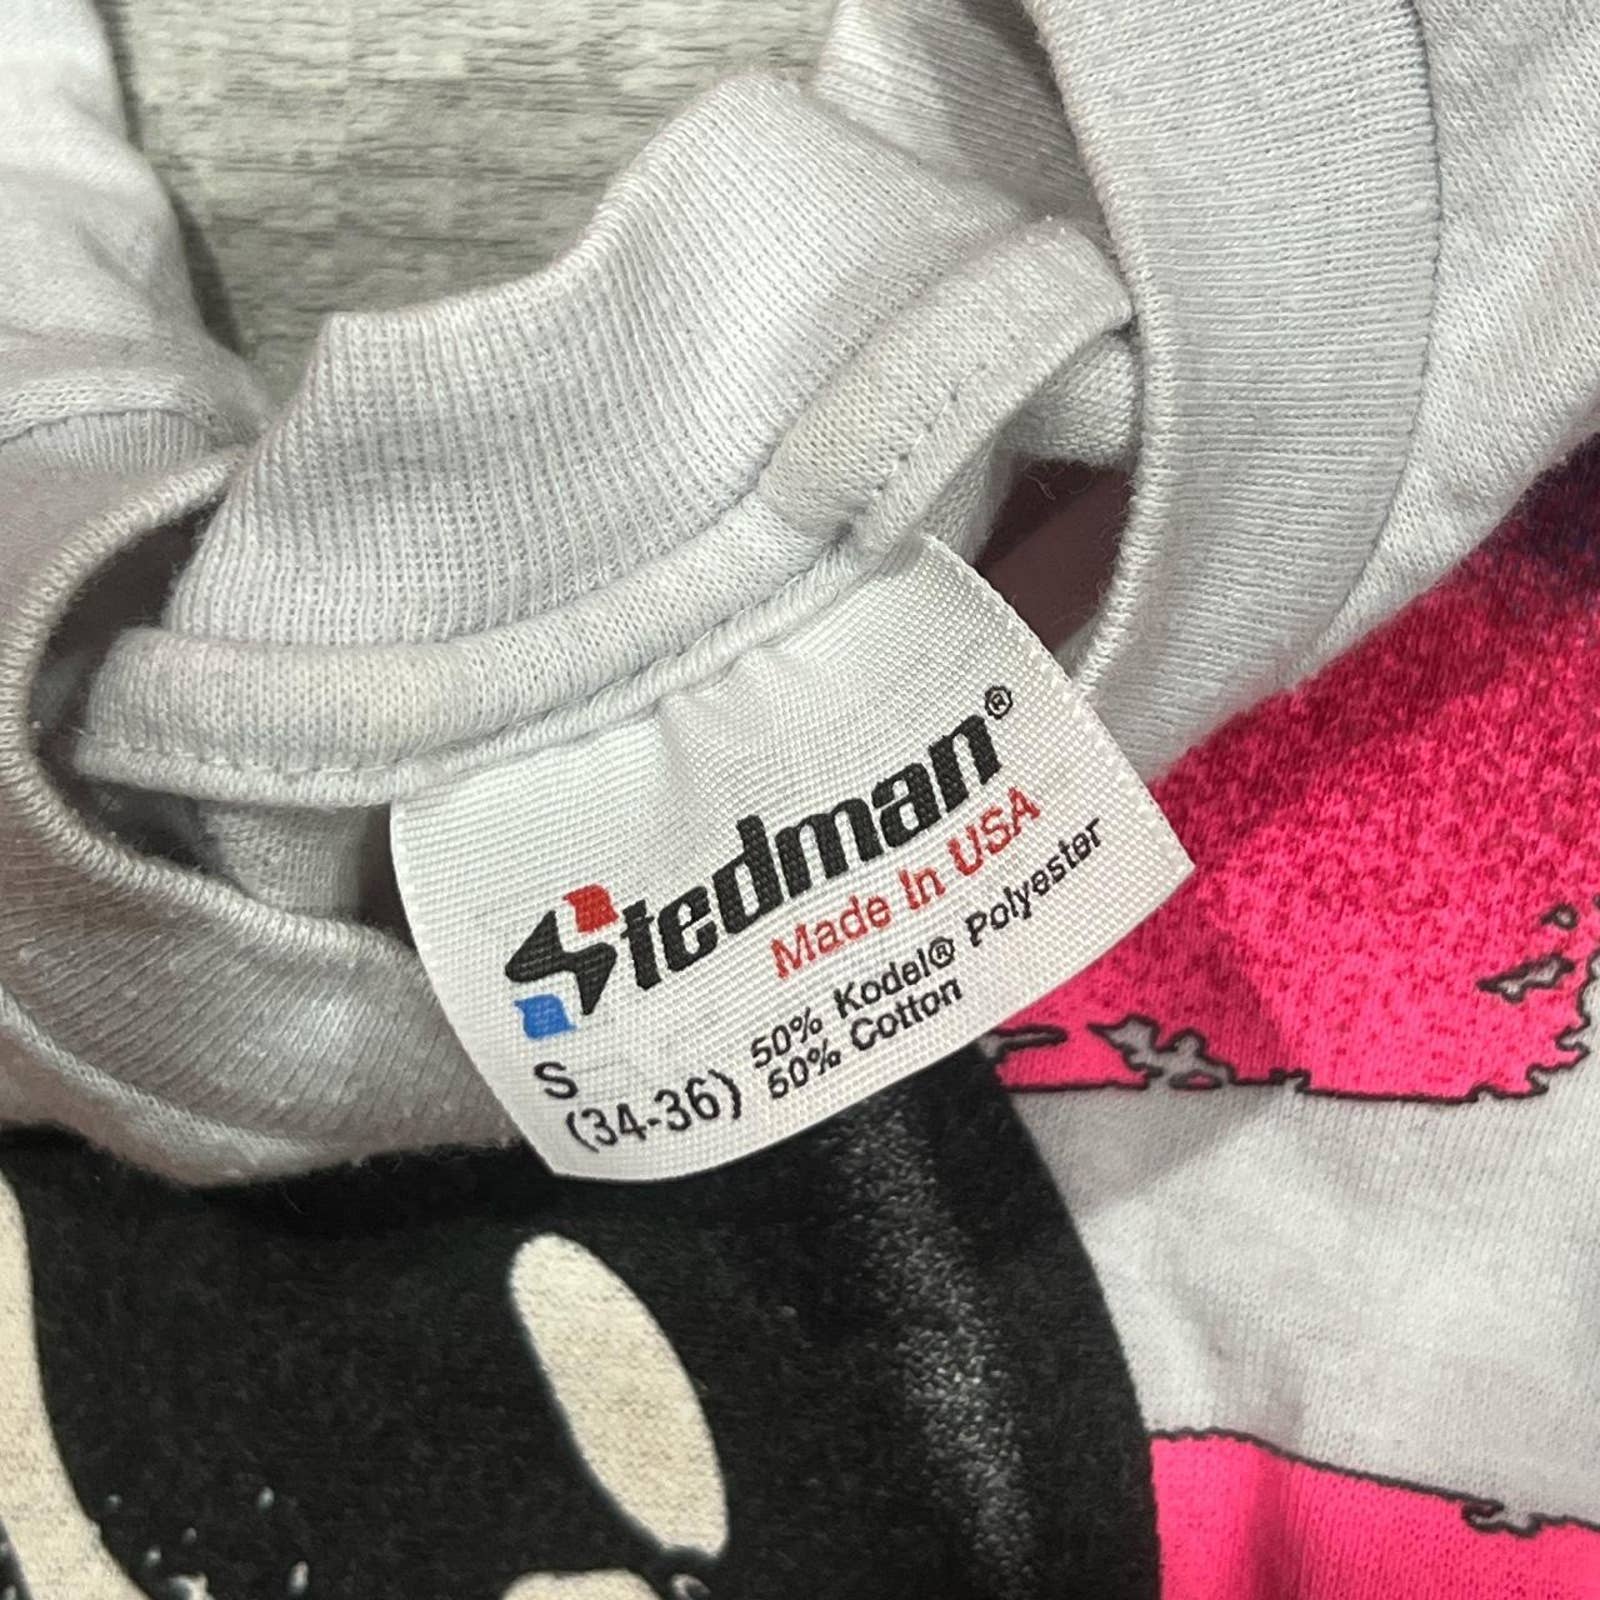 Stedman®
Made In USA
50% Kodel® Polyester
50% Cotton
S
(34-36)